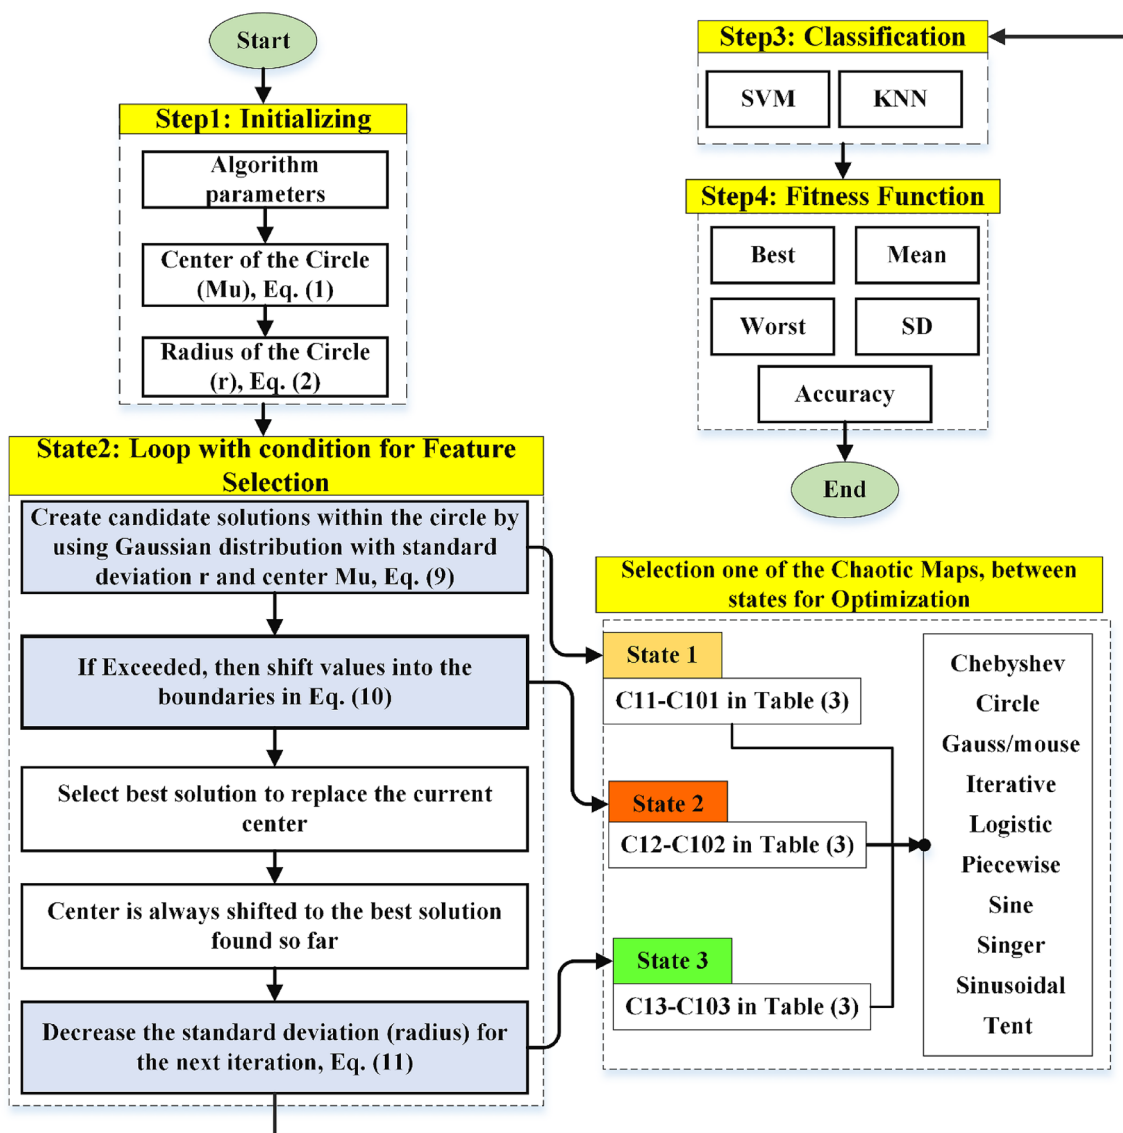 Start
Step1: Initializing
Algorithm
parameters
Center of the Circle
(Mu), Eq. (1)
Radius of the Circle
(r), Eq. (2)
State2: Loop with condition for Feature
Selection
Create candidate solutions within the circle by
using Gaussian distribution with standard
deviation r and center Mu, Eq. (9)
If Exceeded, then shift values into the
boundaries in Eq. (10)
Select best solution to replace the current
center
Center is always shifted to the best solution
found so far
Decrease the standard deviation (radius) for
the next iteration, Eq. (11)
Step3: Classification
SVM
KNN
Step4: Fitness Function
Best
Mean
Worst
SD
Accuracy
End
Selection one of the Chaotic Maps, between
states for Optimization
State 1
C11-C101 in Table (3)
State 2
C12-C102 in Table (3)
State 3
C13-C103 in Table (3)
Chebyshev
Circle
Gauss/mouse
Iterative
Logistic
Piecewise
Sine
Singer
Sinusoidal
Tent